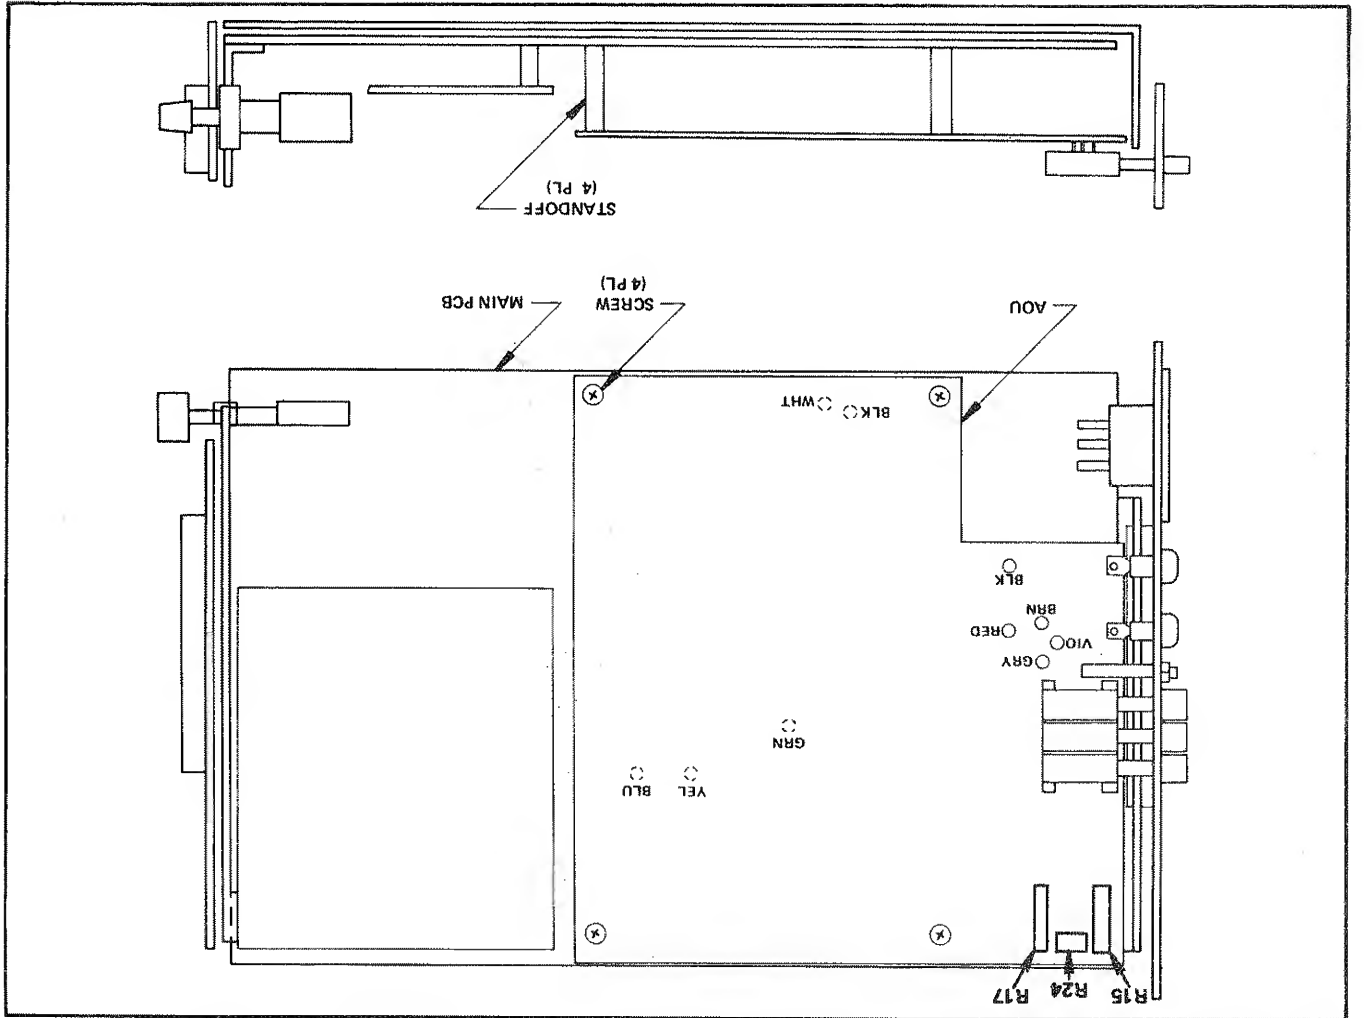 R15
R24
R17
YEL
BLU
GRN
GRY
VIO
RED
BRN
BLK
BLK
WHT
AOU
SCREW
(4 PL)
MAIN PCB
STANDOFF
(4 PL)